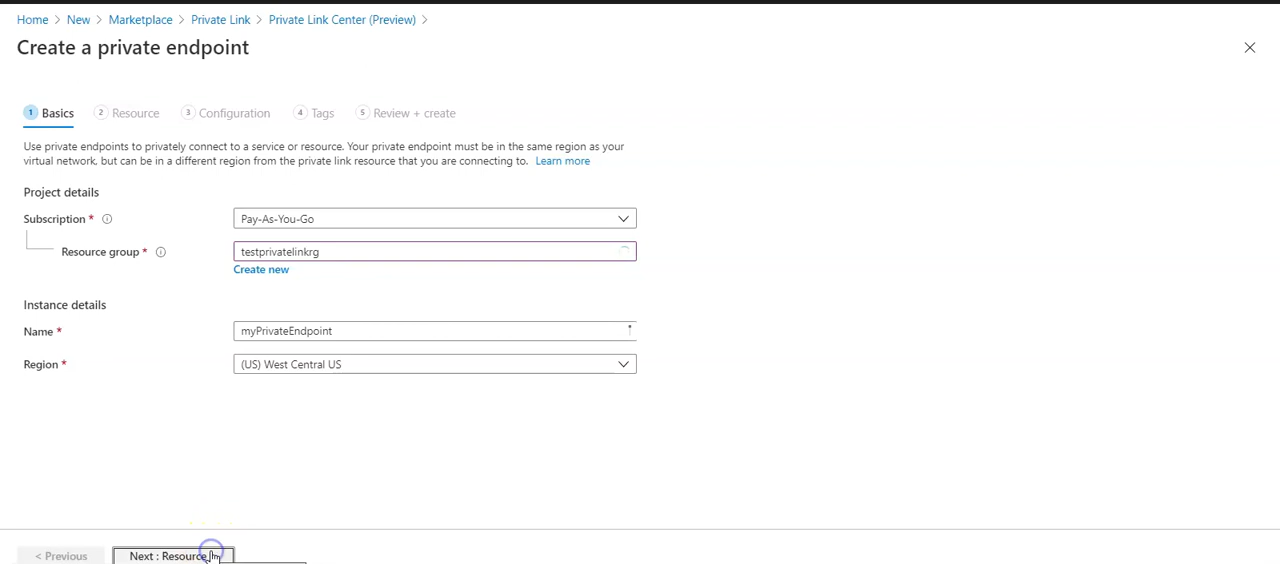 Home > New > Marketplace > Private Link > Private Link Center (Preview) >
Create a private endpoint
1 Basics 2 Resource 3 Configuration 4 Tags 5 Review + create
Use private endpoints to privately connect to a service or resource. Your private endpoint must be in the same region as your
virtual network, but can be in a different region from the private link resource that you are connecting to. Learn more
Project details
Subscription * Pay-As-You-Go
Resource group * testprivatelinkrg
Create new
Instance details
Name * myPrivateEndpoint
Region * (US) West Central US
< Previous Next : Resource